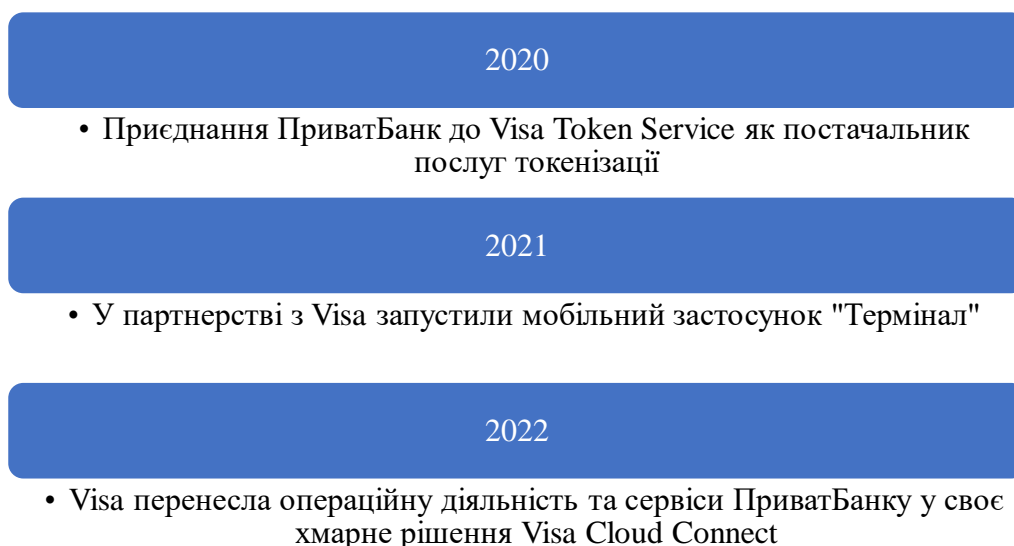 2020
• Приєднання ПриватБанк до Visa Token Service як постачальник
послуг токенізації
2021
• У партнерстві з Visa запустили мобільний застосунок "Термінал"
2022
• Visa перенесла операційну діяльність та сервіси ПриватБанку у своє
хмарне рішення Visa Cloud Connect